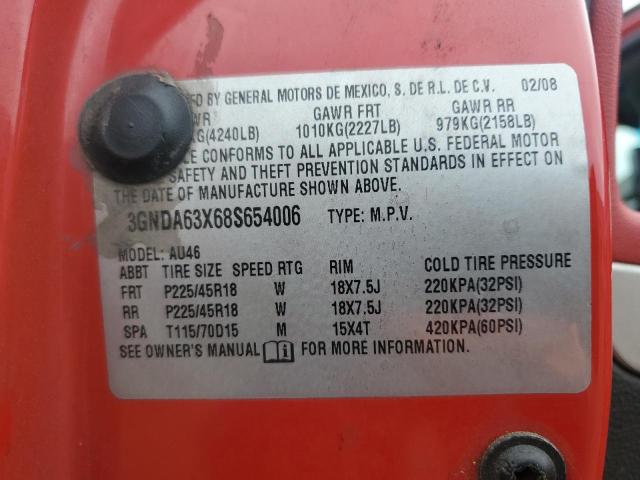 BY GENERAL MOTORS DE MEXICO, S. DE R.L. DE C.V. 02/08
GAWR FRT GAWR RR
(4240LB) 1010KG(2227LB) 979KG(2158LB)
CONFORMS TO ALL APPLICABLE U.S. FEDERAL MOTOR
SAFETY AND THEFT PREVENTION STANDARDS IN EFFECT ON
THE DATE OF MANUFACTURE SHOWN ABOVE.
3GNDA63X68S654006 TYPE: M.P.V.
MODEL: AU46
ABBT TIRE SIZE SPEED RTG RIM COLD TIRE PRESSURE
FRT P225/45R18 W 18X7.5J 220KPA(32PSI)
RR P225/45R18 W 18X7.5J 220KPA(32PSI)
SPA T115/70D15 M 15X4T 420KPA(60PSI)
SEE OWNER'S MANUAL FOR MORE INFORMATION.